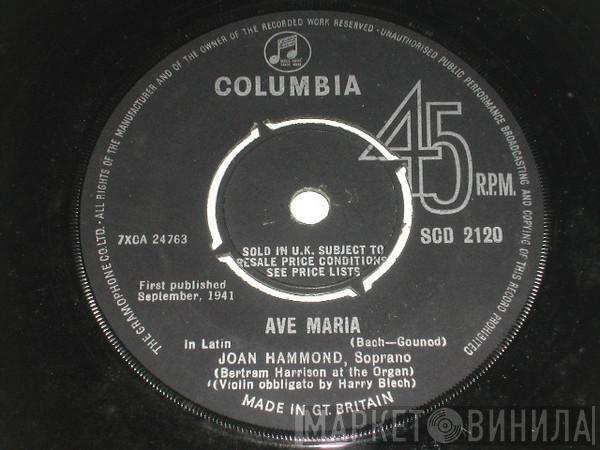 THE GRAMOPHONE CO. LTD. · ALL RIGHTS OF THE MANUFACTURER AND OF THE OWNER OF THE RECORDED WORK RESERVED · UNAUTHORISED PUBLIC PERFORMANCE BROADCASTING AND COPYING OF THIS RECORD PROHIBITED
COLUMBIA
45
R.P.M.
7XCA 24763
SCD 2120
SOLD IN U.K. SUBJECT TO
RESALE PRICE CONDITIONS
SEE PRICE LISTS
First published
September, 1941
AVE MARIA
in Latin (Bach—Gounod)
JOAN HAMMOND, Soprano
(Bertram Harrison at the Organ)
(Violin obbligato by Harry Blech)
MADE IN GT. BRITAIN
МАРКЕТ ВИНИЛА